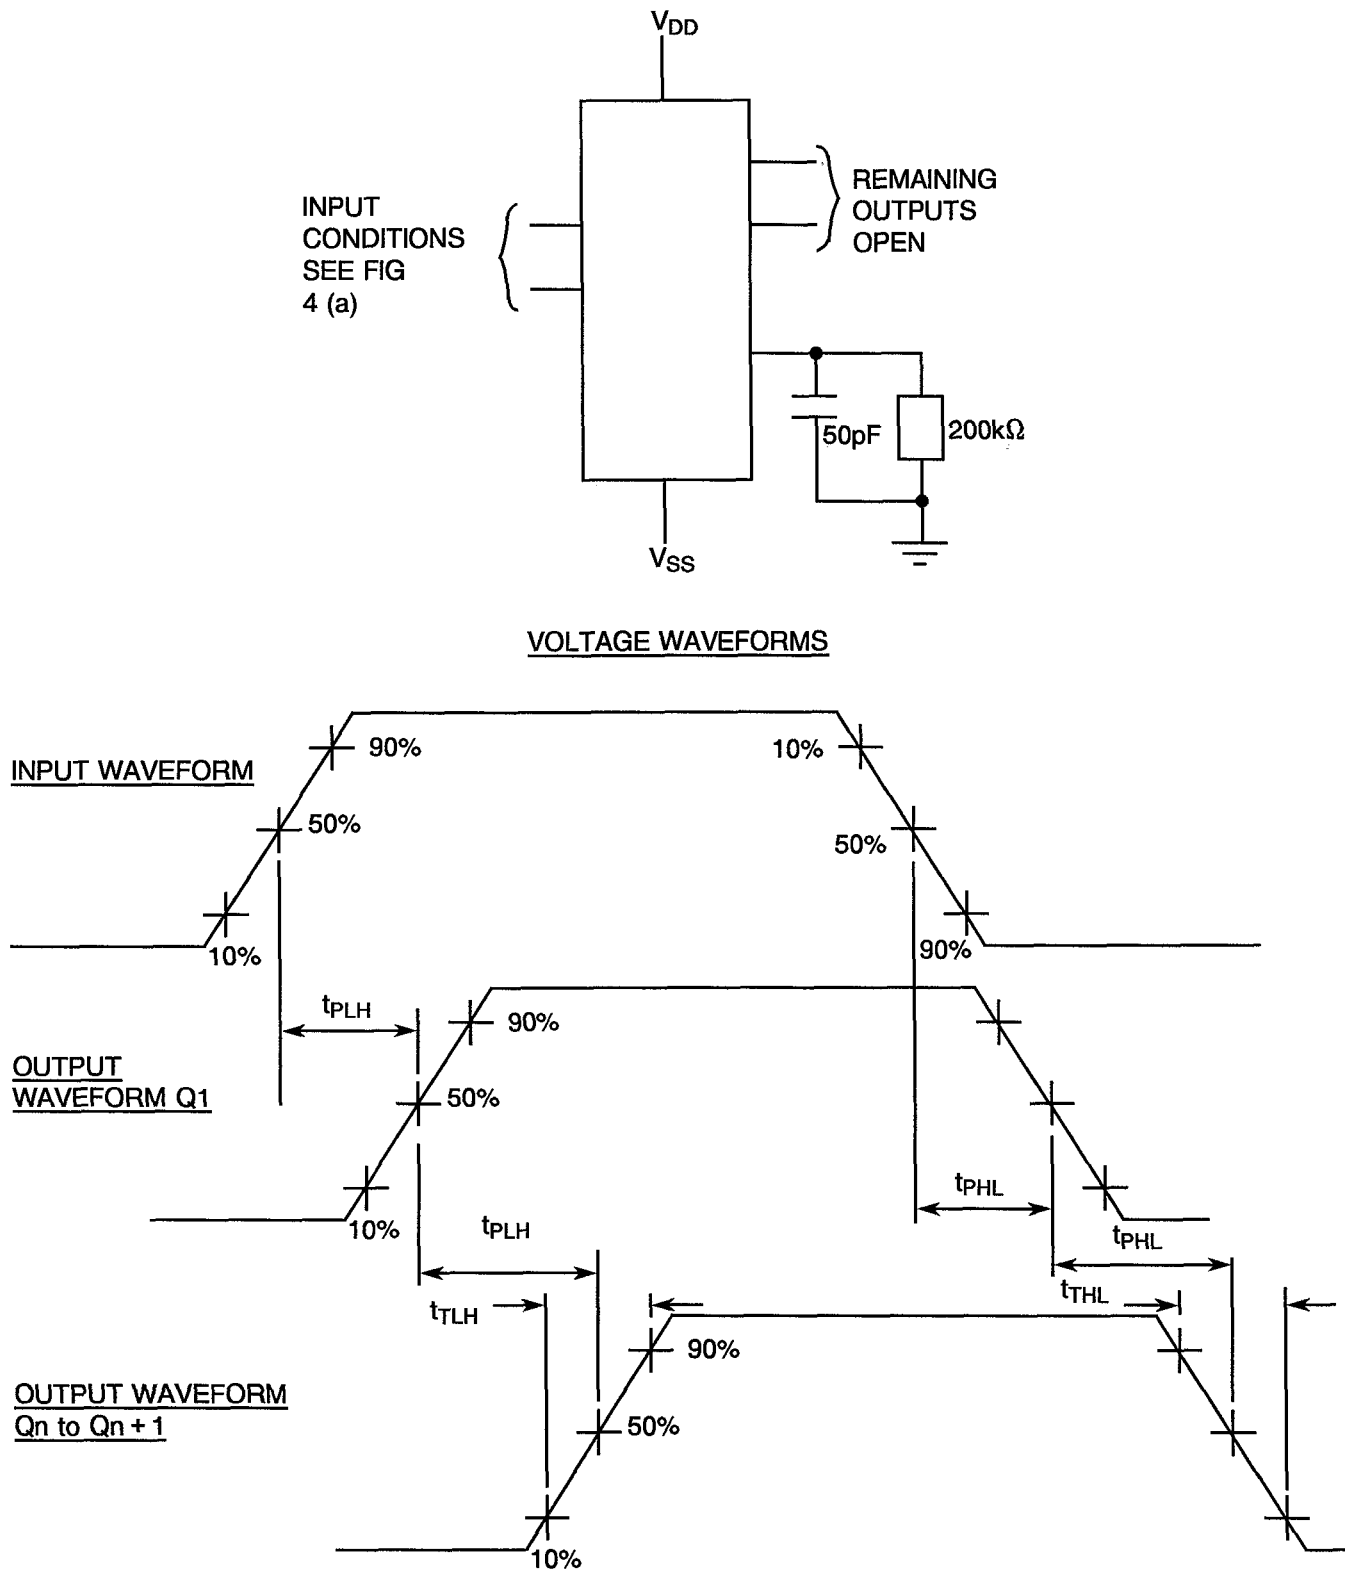 VDD
INPUT
CONDITIONS
SEE FIG
4 (a)
REMAINING
OUTPUTS
OPEN
50pF
200kΩ
VSS
VOLTAGE WAVEFORMS
INPUT WAVEFORM
90%
10%
50%
50%
10%
90%
tPLH
90%
OUTPUT
WAVEFORM Q1
50%
10%
tPHL
tPLH
tPHL
tTLH
tTHL
90%
OUTPUT WAVEFORM
Qn to Qn + 1
50%
10%